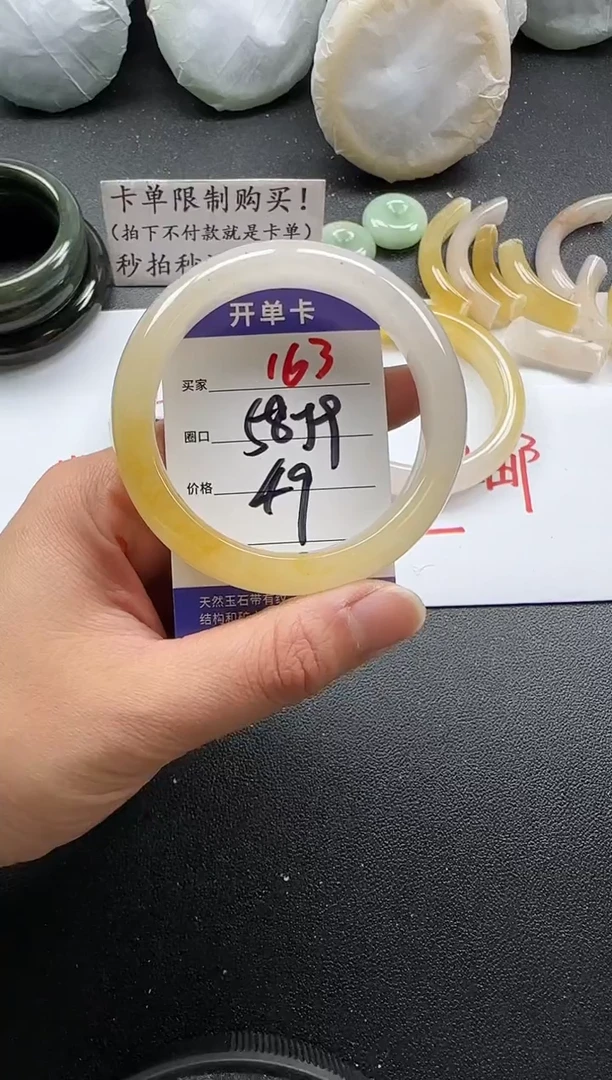 卡单限制购买！
（拍下不付款就是卡单）
秒拍秒
开单卡
买家 163
圈口
价格 49
邮
天然玉石带有
结构和